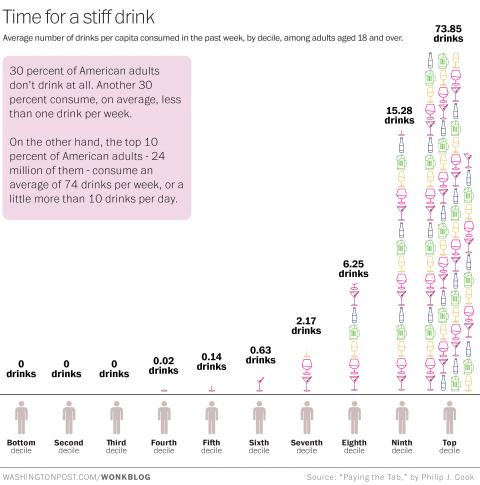 Time for a stiff drink
Average number of drinks per capita consumed in the past week, by decile, among adults aged 18 and over.
30 percent of American adults
don't drink at all. Another 30
percent consume, on average, less
than one drink per week.
On the other hand, the top 10
percent of American adults - 24
million of them - consume an
average of 74 drinks per week, or a
little more than 10 drinks per day.
0
drinks
0
drinks
0
drinks
0.02
drinks
0.14
drinks
0.63
drinks
2.17
drinks
6.25
drinks
15.28
drinks
73.85
drinks
Bottom
decile
Second
decile
Third
decile
Fourth
decile
Fifth
decile
Sixth
decile
Seventh
decile
Eighth
decile
Ninth
decile
Top
decile
WASHINGTONPOST.COM/WONKBLOG
Source: "Paying the Tab," by Philip J. Cook